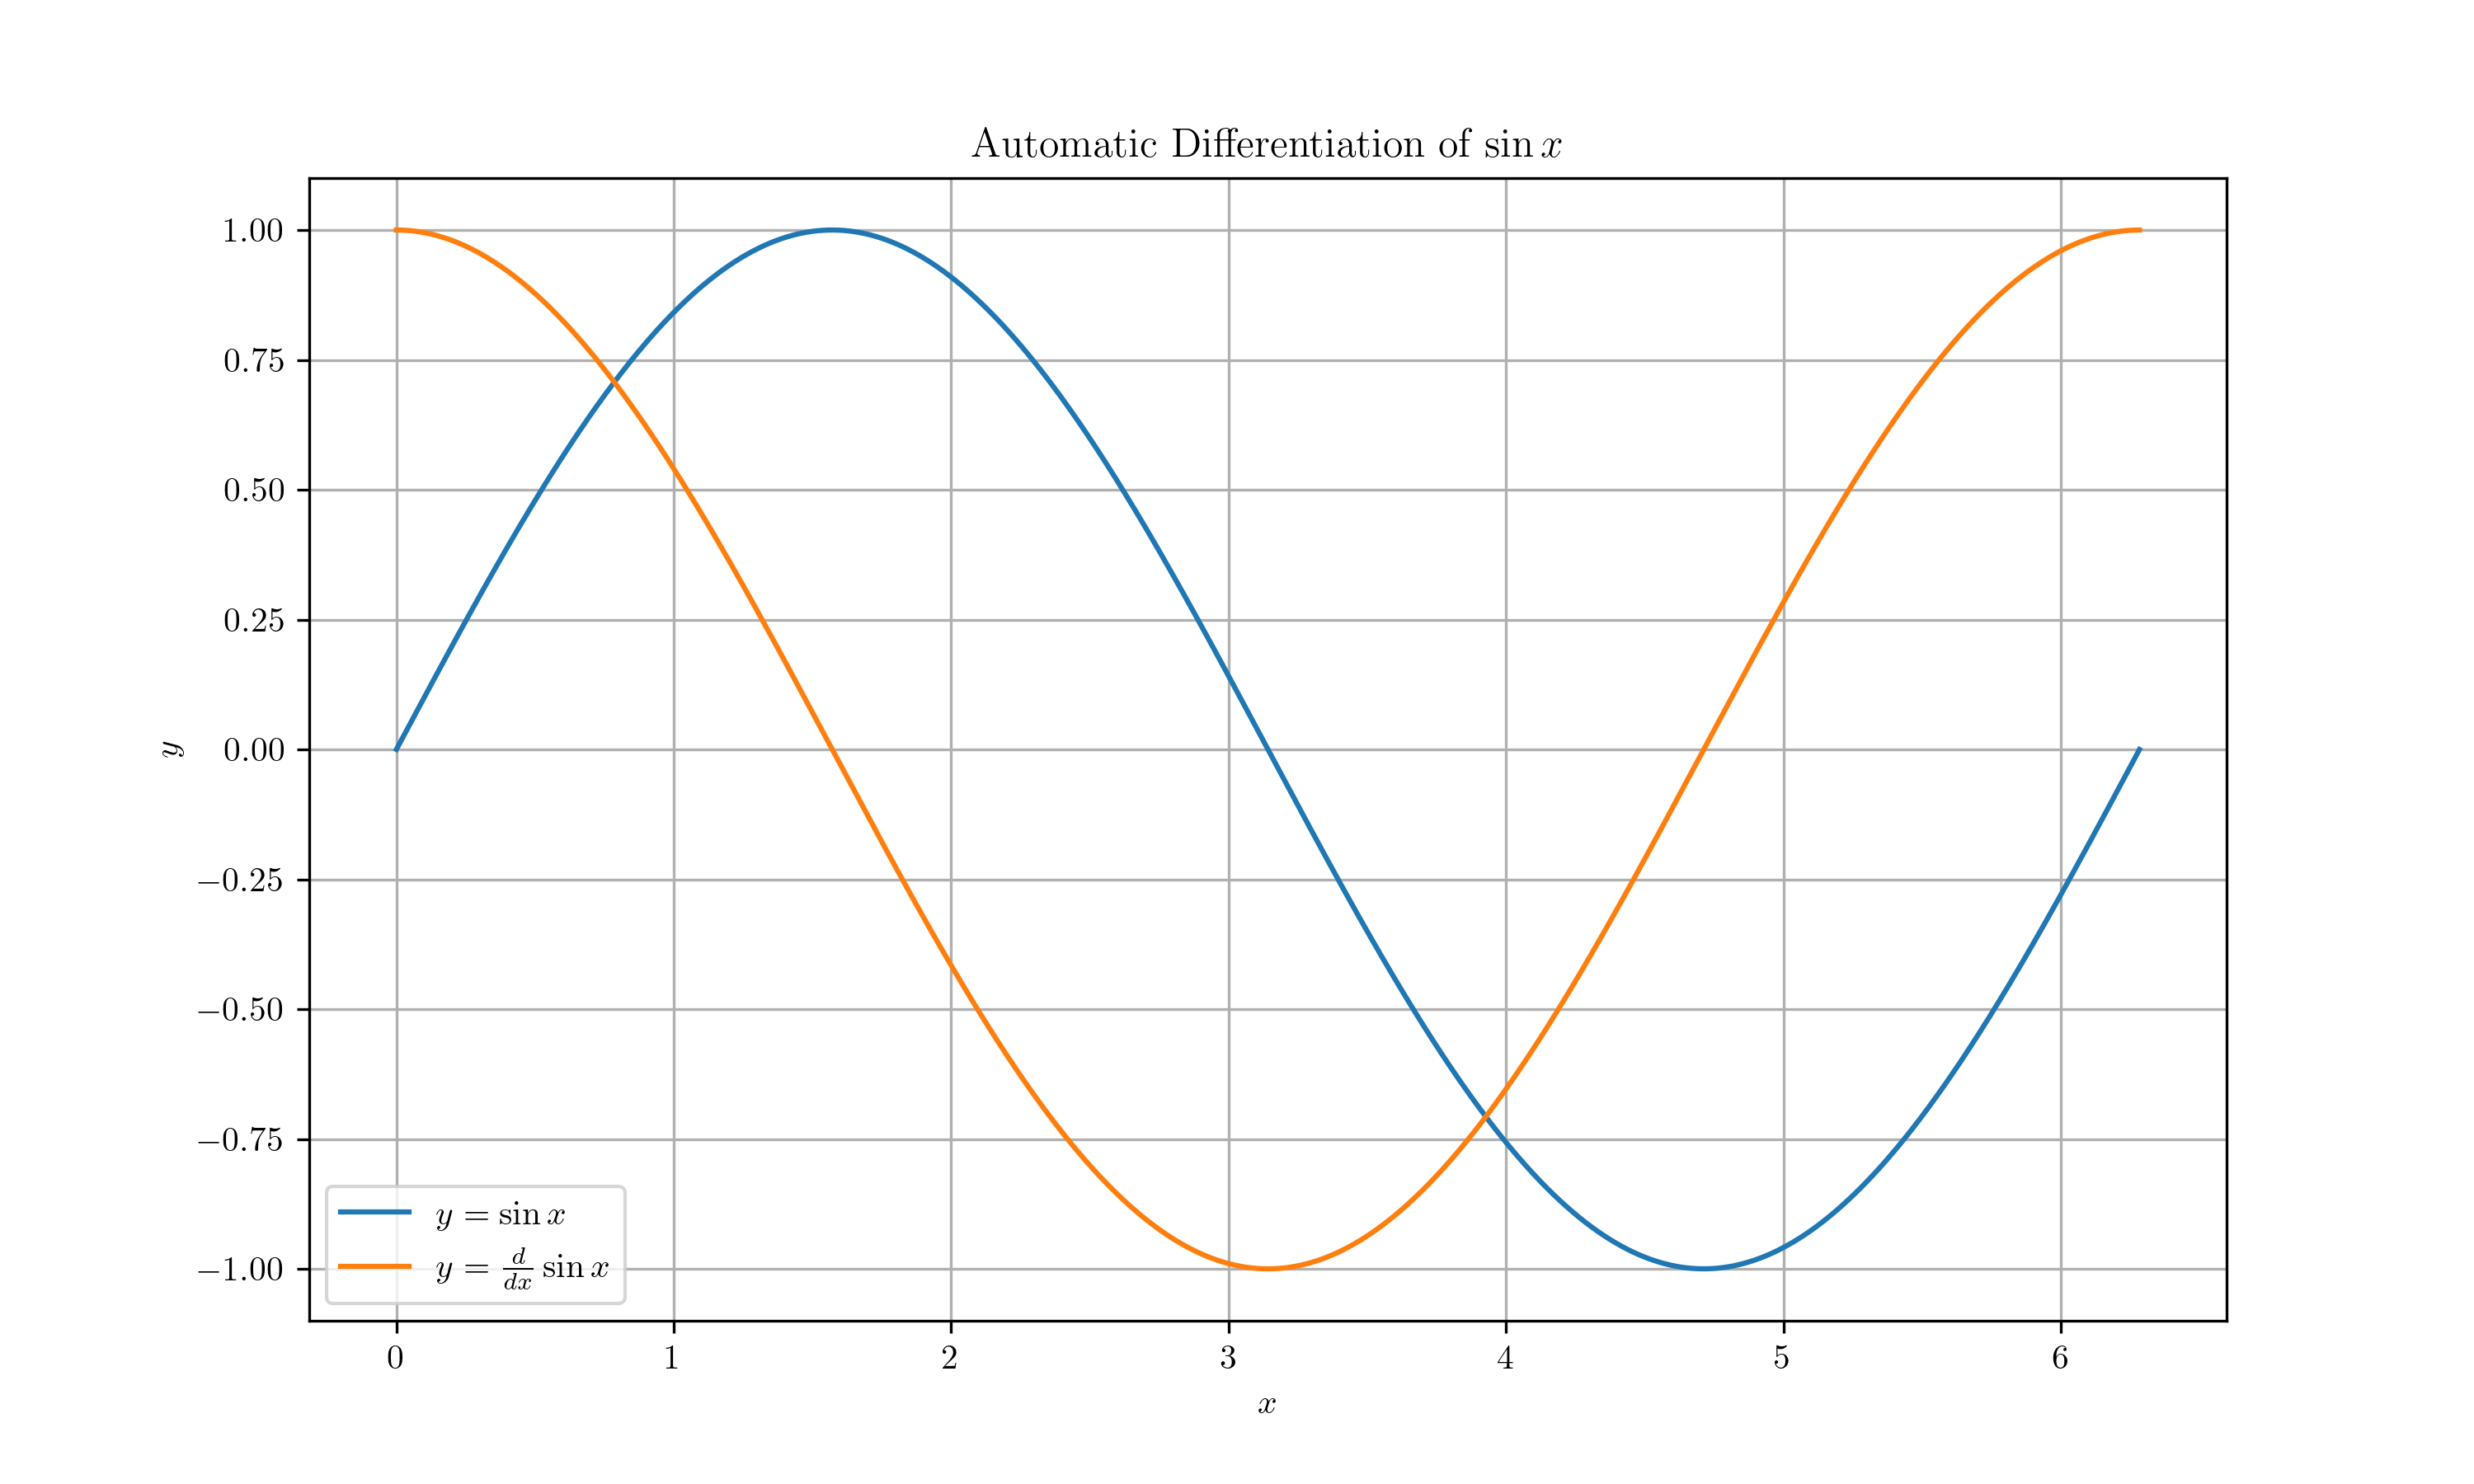 Automatic Differentiation of sin x
1.00
0.75
0.50
0.25
0.00
−0.25
−0.50
−0.75
−1.00
y
y = sin x
y = d/dx sin x
0 1 2 3 4 5 6
x